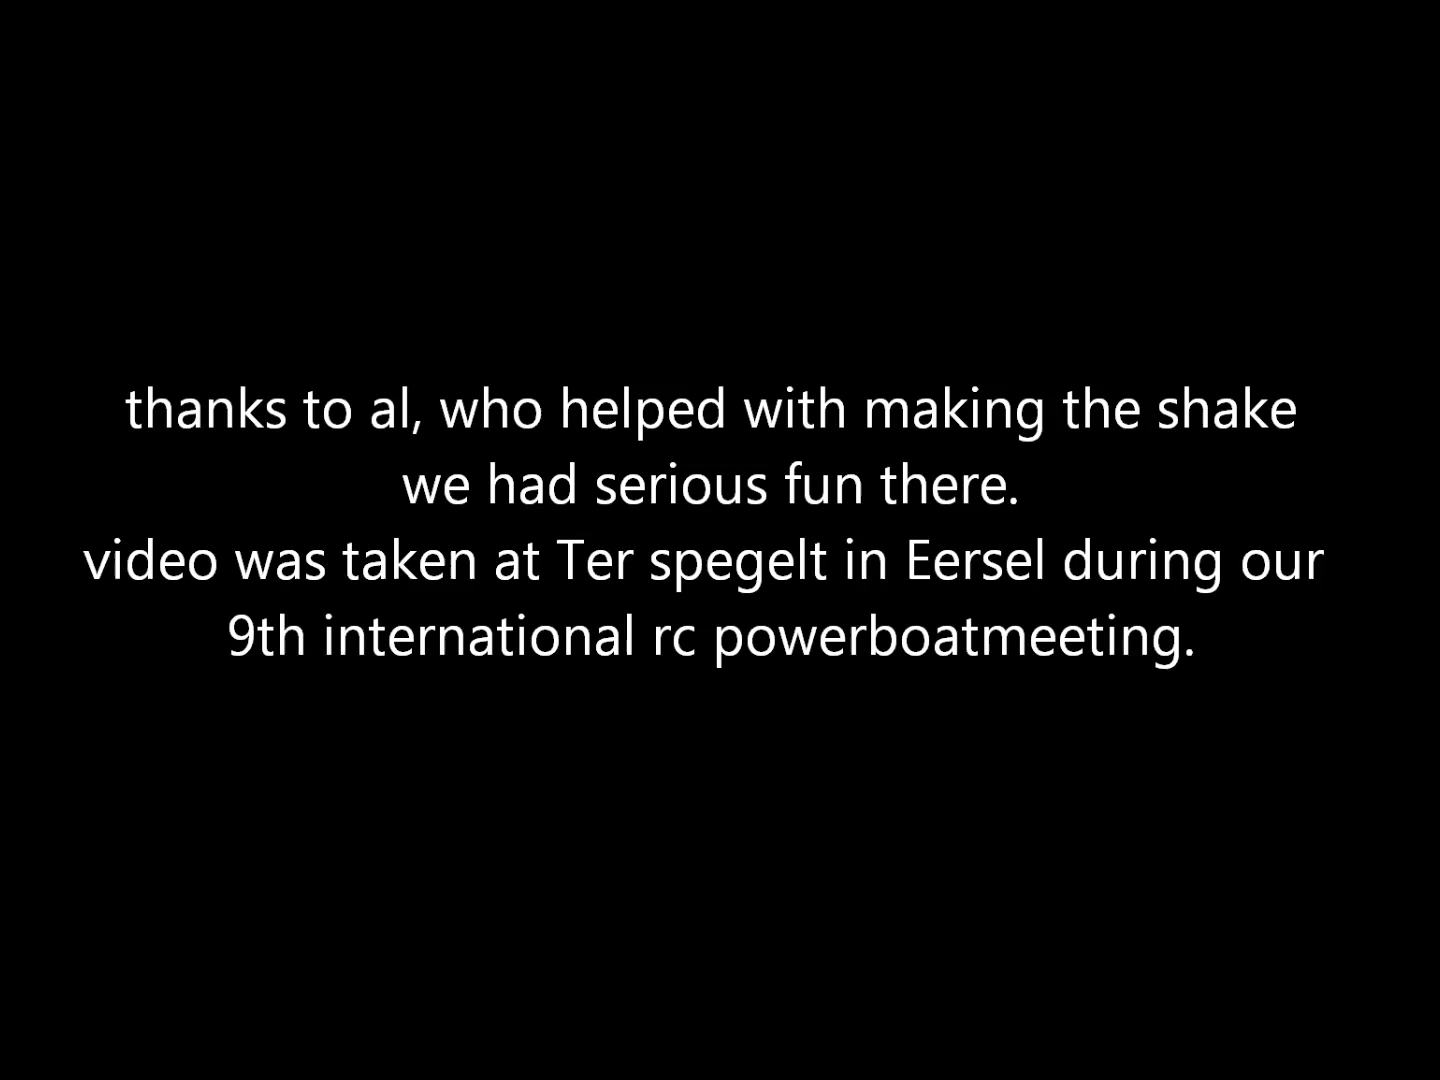 thanks to al, who helped with making the shake
we had serious fun there.
video was taken at Ter spegelt in Eersel during our
9th international rc powerboatmeeting.